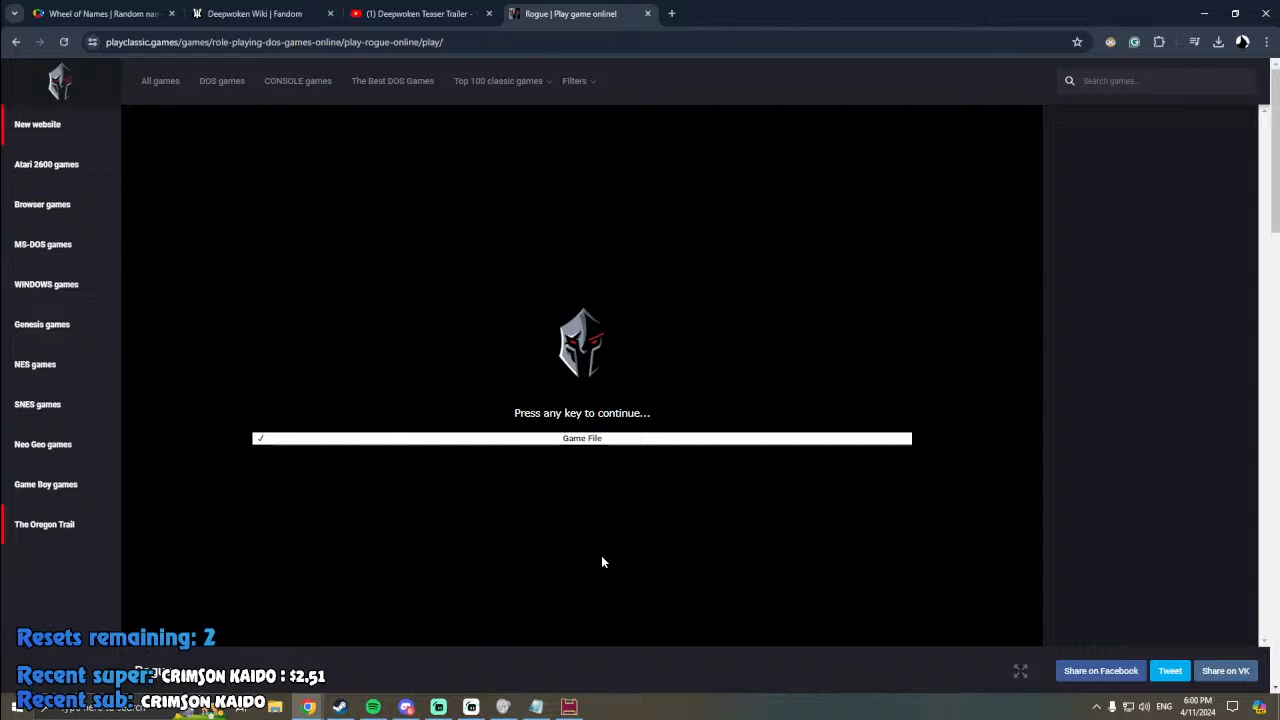 Wheel of Names | Random nam
Deepwoken Wiki | Fandom
(1) Deepwoken Teaser Trailer -
Rogue | Play game online!
playclassic.games/games/role-playing-dos-games-online/play-rogue-online/play/
All games
DOS games
CONSOLE games
The Best DOS Games
Top 100 classic games
Filters
Search games...
New website
Atari 2600 games
Browser games
MS-DOS games
WINDOWS games
Genesis games
NES games
SNES games
Neo Geo games
Game Boy games
The Oregon Trail
Press any key to continue...
✓ Game File
Resets remaining: 2
Recent super: CRIMSON KAIDO : $2.51
Recent sub: CRIMSON KAIDO
Share on Facebook
Tweet
Share on VK
ENG
6:00 PM
4/11/2024